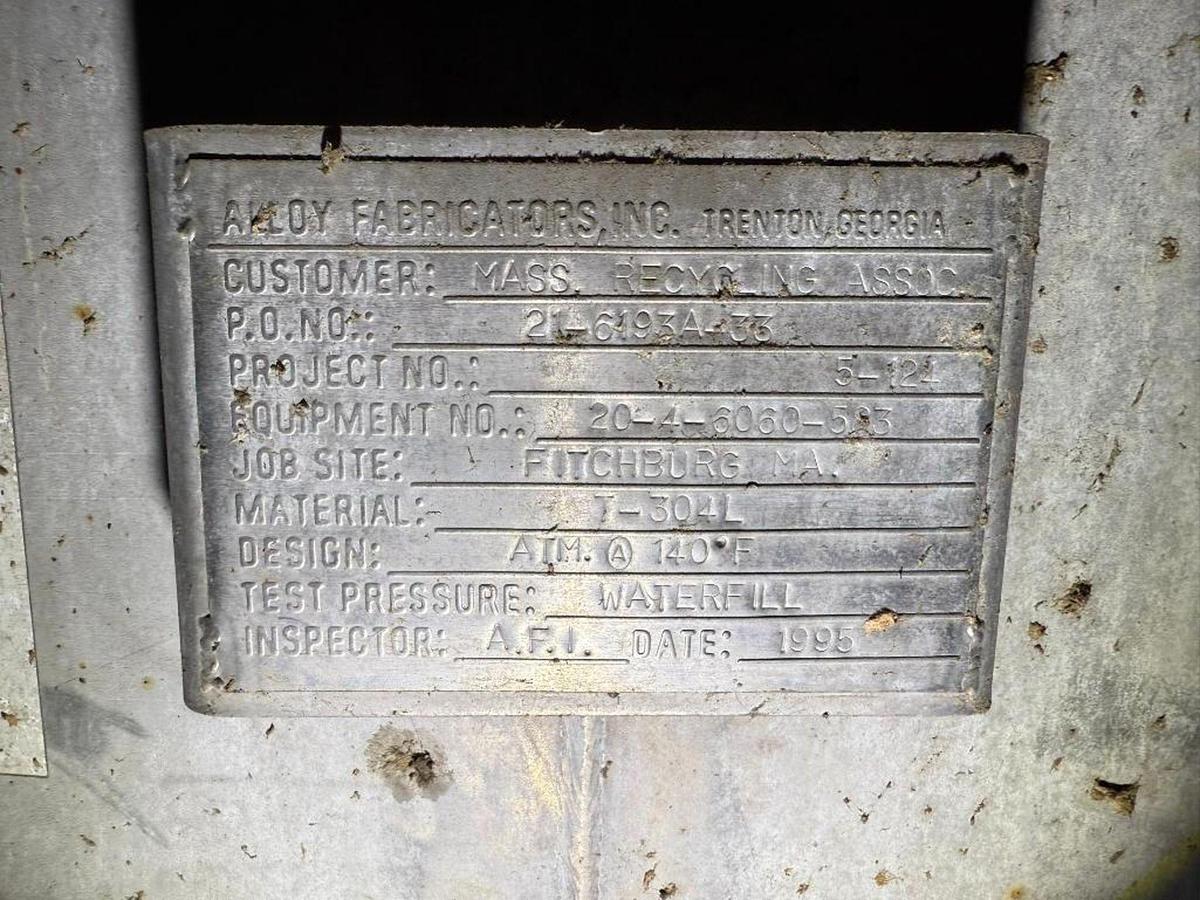 ALLOY FABRICATORS, INC. TRENTON, GEORGIA
CUSTOMER: MASS. RECYCLING ASSOC.
P.O.NO.: 21-6193A-33
PROJECT NO.: 5-124
EQUIPMENT NO.: 20-4-6060-503
JOB SITE: FITCHBURG MA.
MATERIAL: T-304L
DESIGN: ATM. Ⓐ 140°F
TEST PRESSURE: WATERFILL
INSPECTOR: A.F.I. DATE: 1995